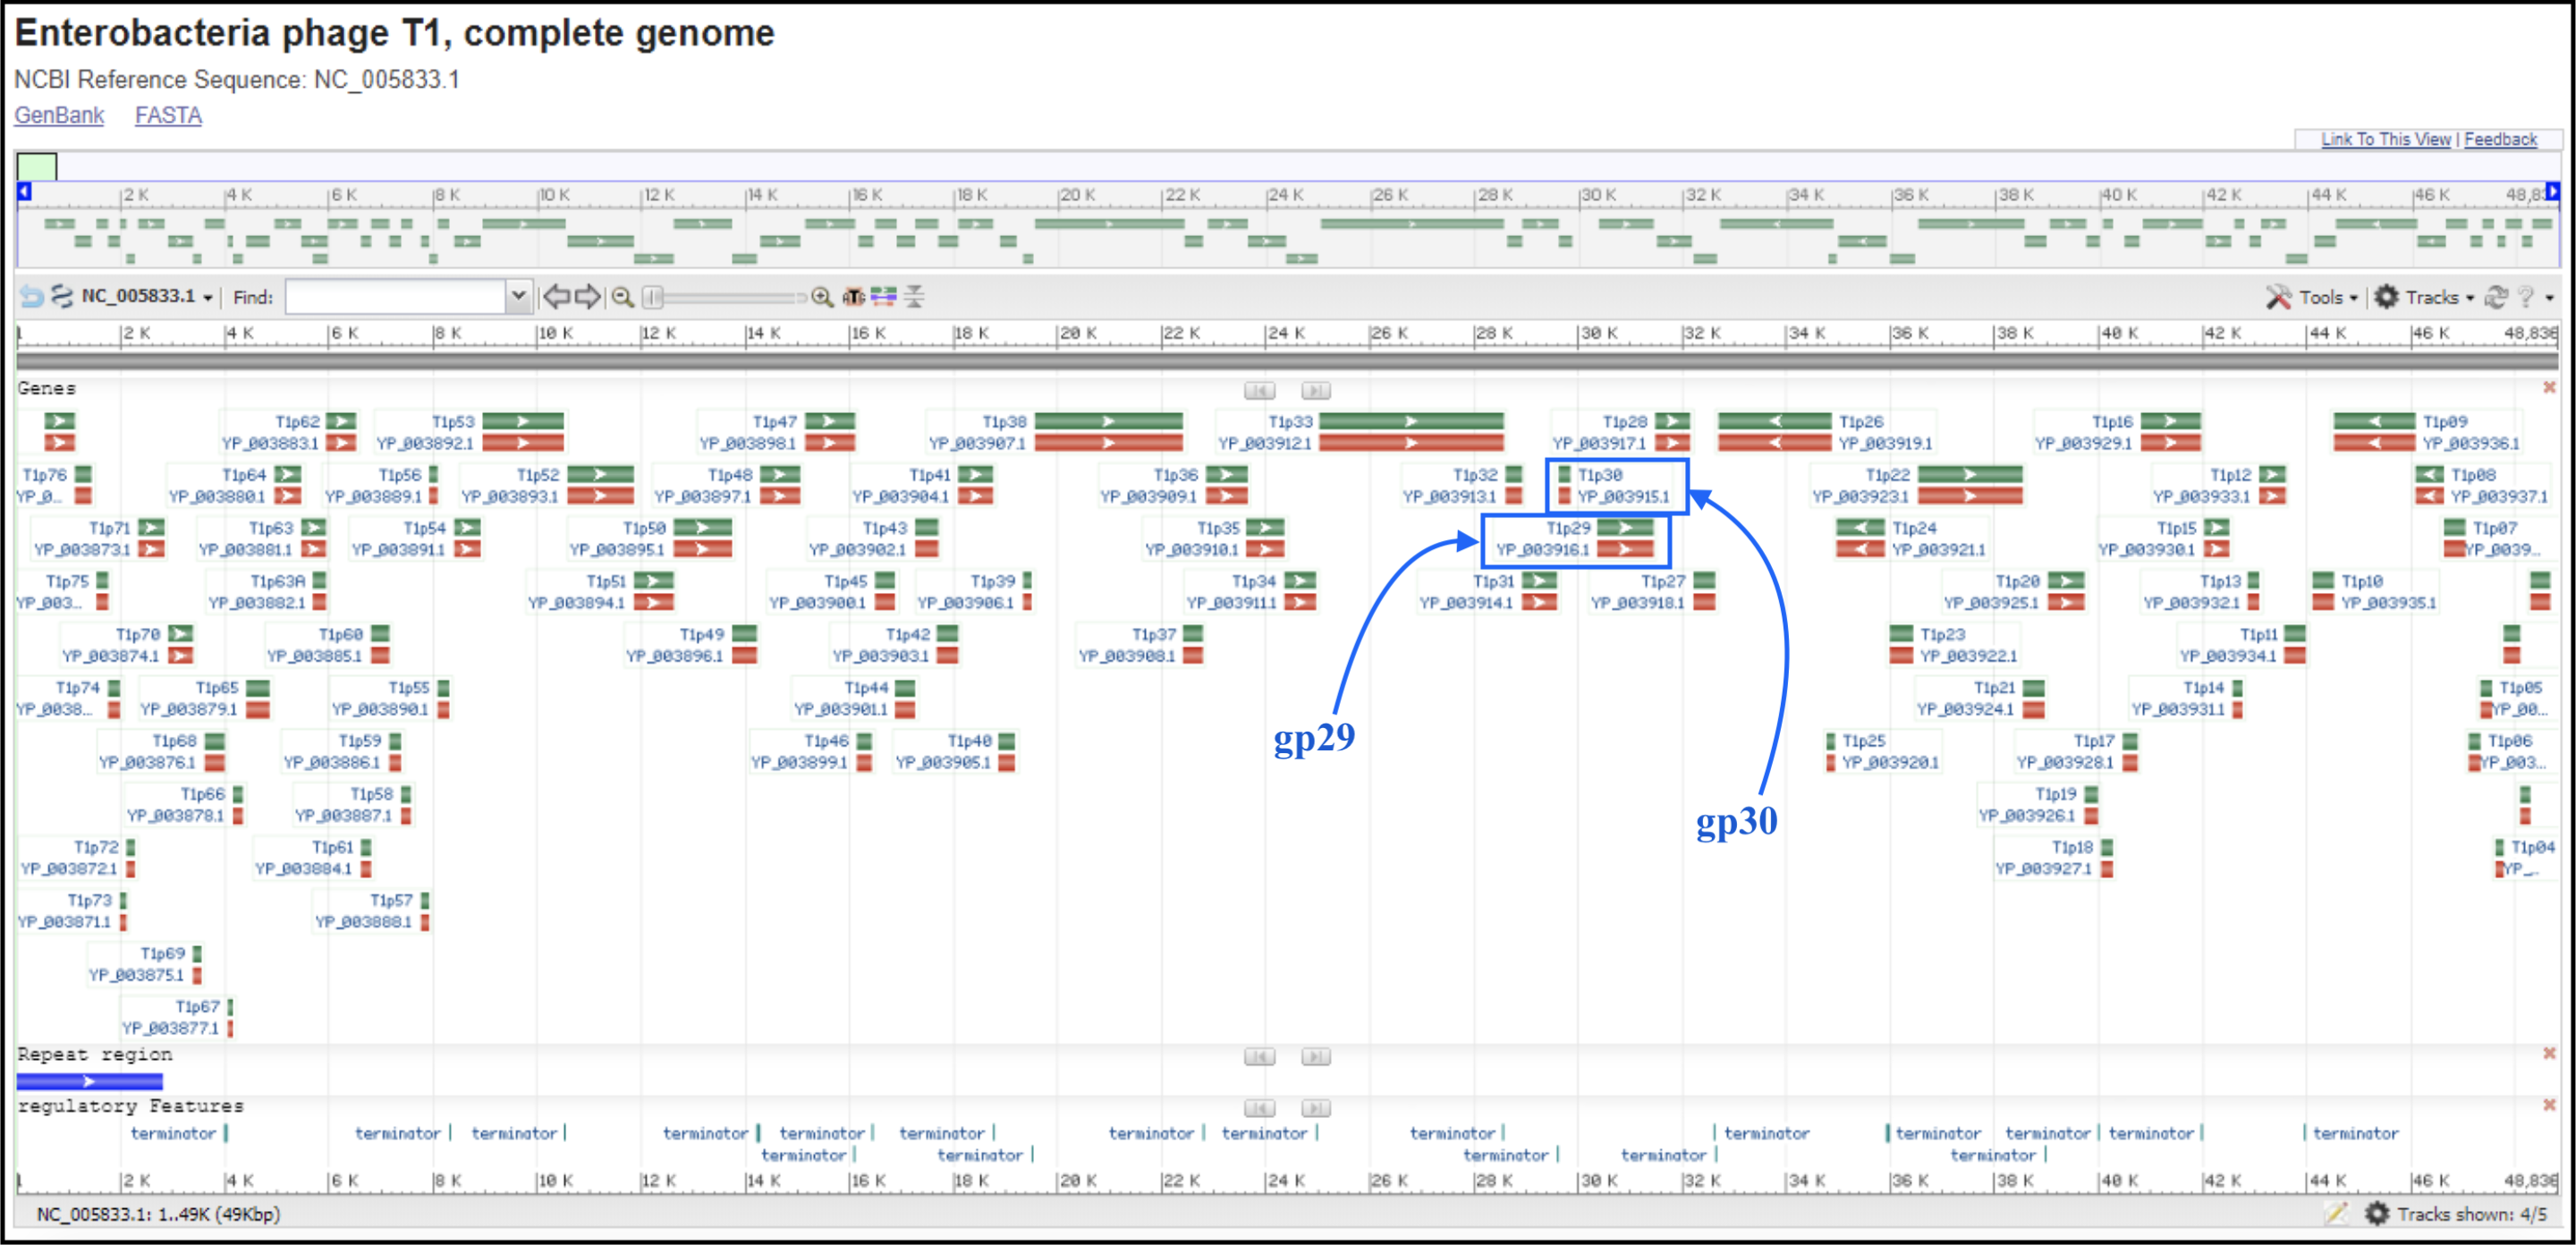 Enterobacteria phage T1, complete genome
NCBI Reference Sequence: NC_005833.1
GenBank FASTA
Link To This View | Feedback
2 K 4 K 6 K 8 K 10 K 12 K 14 K 16 K 18 K 20 K 22 K 24 K 26 K 28 K 30 K 32 K 34 K 36 K 38 K 40 K 42 K 44 K 46 K 48,83
NC_005833.1 Find: ATG Tools Tracks ?
1 2 K 4 K 6 K 8 K 10 K 12 K 14 K 16 K 18 K 20 K 22 K 24 K 26 K 28 K 30 K 32 K 34 K 36 K 38 K 40 K 42 K 44 K 46 K 48,836
Genes
T1p62 T1p53 T1p47 T1p38 T1p33 T1p28 T1p26 T1p16 T1p09
YP_003883.1 YP_003892.1 YP_003898.1 YP_003907.1 YP_003912.1 YP_003917.1 YP_003919.1 YP_003929.1 YP_003936.1
T1p76 T1p64 T1p56 T1p52 T1p48 T1p41 T1p36 T1p32 T1p30 T1p22 T1p12 T1p08
YP_0... YP_003880.1 YP_003889.1 YP_003893.1 YP_003897.1 YP_003904.1 YP_003909.1 YP_003913.1 YP_003915.1 YP_003923.1 YP_003933.1 YP_003937.1
T1p71 T1p63 T1p54 T1p50 T1p43 T1p35 T1p29 T1p24 T1p15 T1p07
YP_003873.1 YP_003881.1 YP_003891.1 YP_003895.1 YP_003902.1 YP_003910.1 YP_003916.1 YP_003921.1 YP_003930.1 YP_0039...
T1p75 T1p63A T1p51 T1p45 T1p39 T1p34 T1p31 T1p27 T1p20 T1p13 T1p10
YP_003... YP_003882.1 YP_003894.1 YP_003900.1 YP_003906.1 YP_003911.1 YP_003914.1 YP_003918.1 YP_003925.1 YP_003932.1 YP_003935.1
T1p70 T1p60 T1p49 T1p42 T1p37 T1p23 T1p11
YP_003874.1 YP_003885.1 YP_003896.1 YP_003903.1 YP_003908.1 YP_003922.1 YP_003934.1
T1p74 T1p65 T1p55 T1p44 T1p21 T1p14 T1p05
YP_0038... YP_003879.1 YP_003890.1 YP_003901.1 YP_003924.1 YP_003931.1 YP_00...
gp29
T1p68 T1p59 T1p46 T1p40 T1p25 T1p17 T1p06
YP_003876.1 YP_003886.1 YP_003899.1 YP_003905.1 YP_003920.1 YP_003928.1 YP_003...
T1p66 T1p58 T1p19
YP_003878.1 YP_003887.1 YP_003926.1
gp30
T1p72 T1p61 T1p18 T1p04
YP_003872.1 YP_003884.1 YP_003927.1 YP_...
T1p73 T1p57
YP_003871.1 YP_003888.1
T1p69
YP_003875.1
T1p67
YP_003877.1
Repeat region
regulatory Features
terminator terminator terminator terminator terminator terminator terminator terminator terminator terminator terminator terminator terminator terminator
terminator terminator terminator terminator terminator
1 2 K 4 K 6 K 8 K 10 K 12 K 14 K 16 K 18 K 20 K 22 K 24 K 26 K 28 K 30 K 32 K 34 K 36 K 38 K 40 K 42 K 44 K 46 K 48,836
NC_005833.1: 1..49K (49Kbp) Tracks shown: 4/5